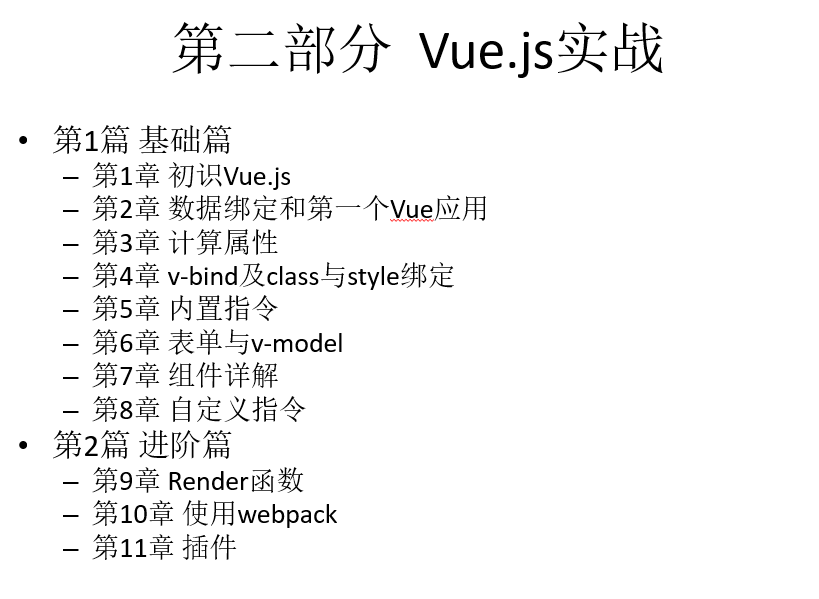 第二部分 Vue.js实战
• 第1篇 基础篇
– 第1章 初识Vue.js
– 第2章 数据绑定和第一个Vue应用
– 第3章 计算属性
– 第4章 v-bind及class与style绑定
– 第5章 内置指令
– 第6章 表单与v-model
– 第7章 组件详解
– 第8章 自定义指令
• 第2篇 进阶篇
– 第9章 Render函数
– 第10章 使用webpack
– 第11章 插件